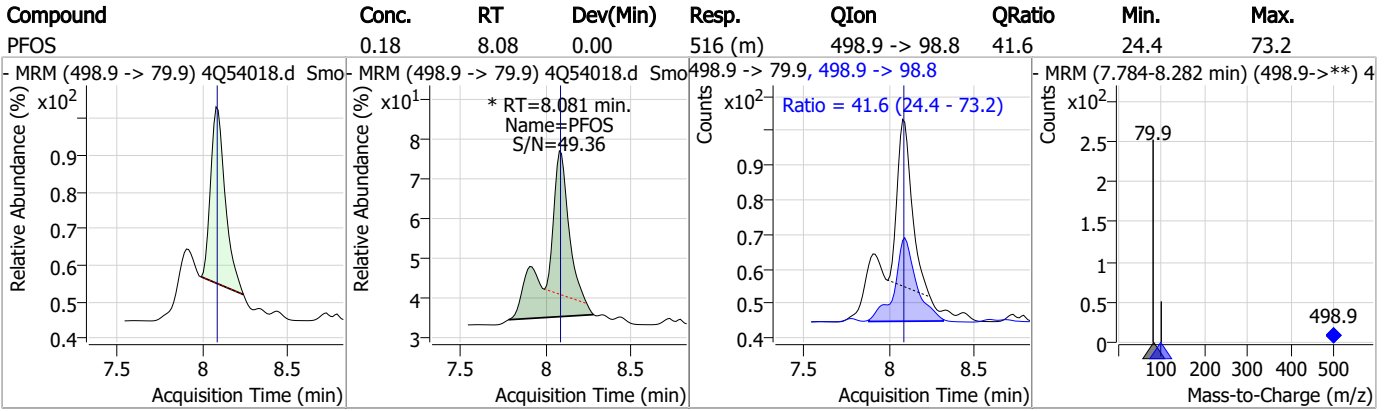 Compound Conc. RT Dev(Min) Resp. QIon QRatio Min. Max.
PFOS 0.18 8.08 0.00 516 (m) 498.9 -> 98.8 41.6 24.4 73.2
- MRM (498.9 -> 79.9) 4Q54018.d Smo
Relative Abundance (%)
x10²
0.9
0.8
0.7
0.6
0.5
0.4
7.5 8 8.5
Acquisition Time (min)
- MRM (498.9 -> 79.9) 4Q54018.d Smo
Relative Abundance (%)
x10¹
* RT=8.081 min.
Name=PFOS
S/N=49.36
8
7
6
5
4
3
7.5 8 8.5
Acquisition Time (min)
498.9 -> 79.9, 498.9 -> 98.8
Counts
x10²
Ratio = 41.6 (24.4 - 73.2)
0.9
0.8
0.7
0.6
0.5
0.4
7.5 8 8.5
Acquisition Time (min)
- MRM (7.784-8.282 min) (498.9->**) 4
Counts
x10²
79.9
2.5
2
1.5
1
0.5
498.9
0
100 200 300 400 500
Mass-to-Charge (m/z)